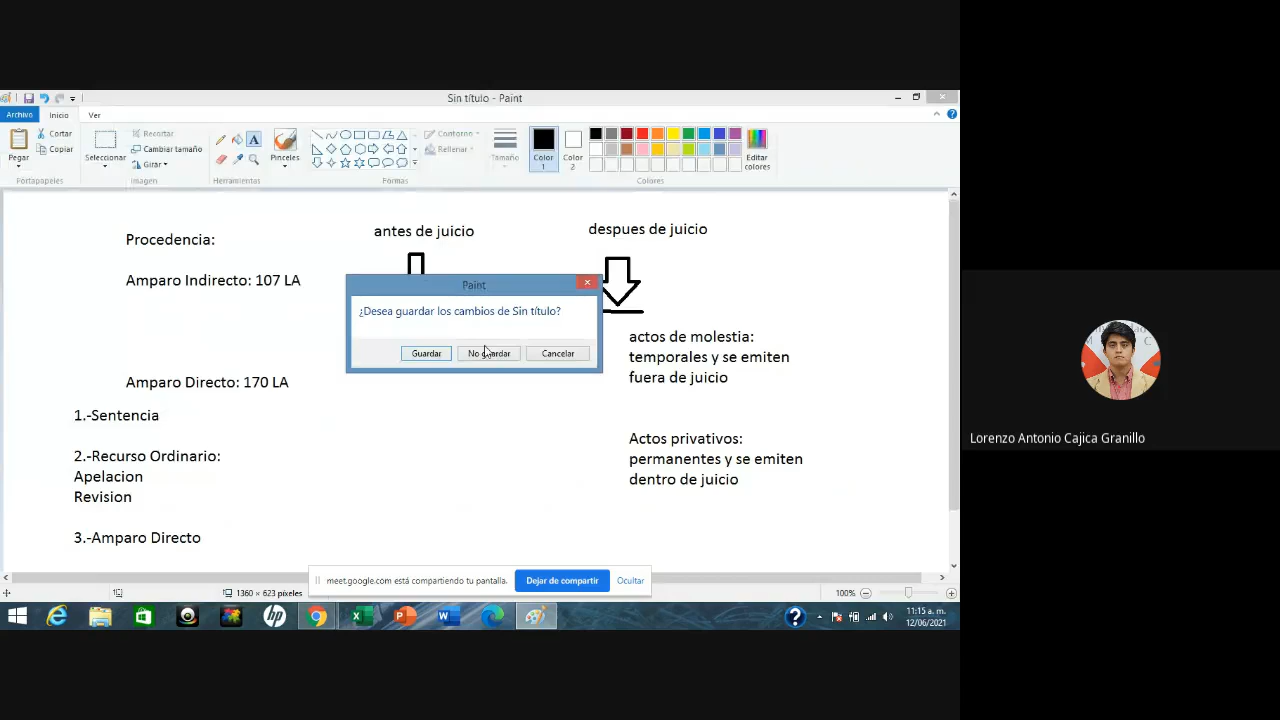 Sin título - Paint
Archivo Inicio Ver
Pegar
Cortar
Copiar
Portapapeles
Seleccionar
Recortar
Cambiar tamaño
Girar
Imagen
Herramientas
Pinceles
Contorno
Rellenar
Formas
Tamaño
Color 1
Color 2
Editar colores
Colores
Procedencia:
antes de juicio
despues de juicio
Amparo Indirecto: 107 LA
Paint
¿Desea guardar los cambios de Sin título?
Guardar No guardar Cancelar
actos de molestia:
temporales y se emiten
fuera de juicio
Amparo Directo: 170 LA
1.-Sentencia
2.-Recurso Ordinario:
Apelacion
Revision
3.-Amparo Directo
Actos privativos:
permanentes y se emiten
dentro de juicio
meet.google.com está compartiendo tu pantalla. Dejar de compartir Ocultar
1360 × 623 píxeles
100%
11:15 a. m.
12/06/2021
Lorenzo Antonio Cajica Granillo